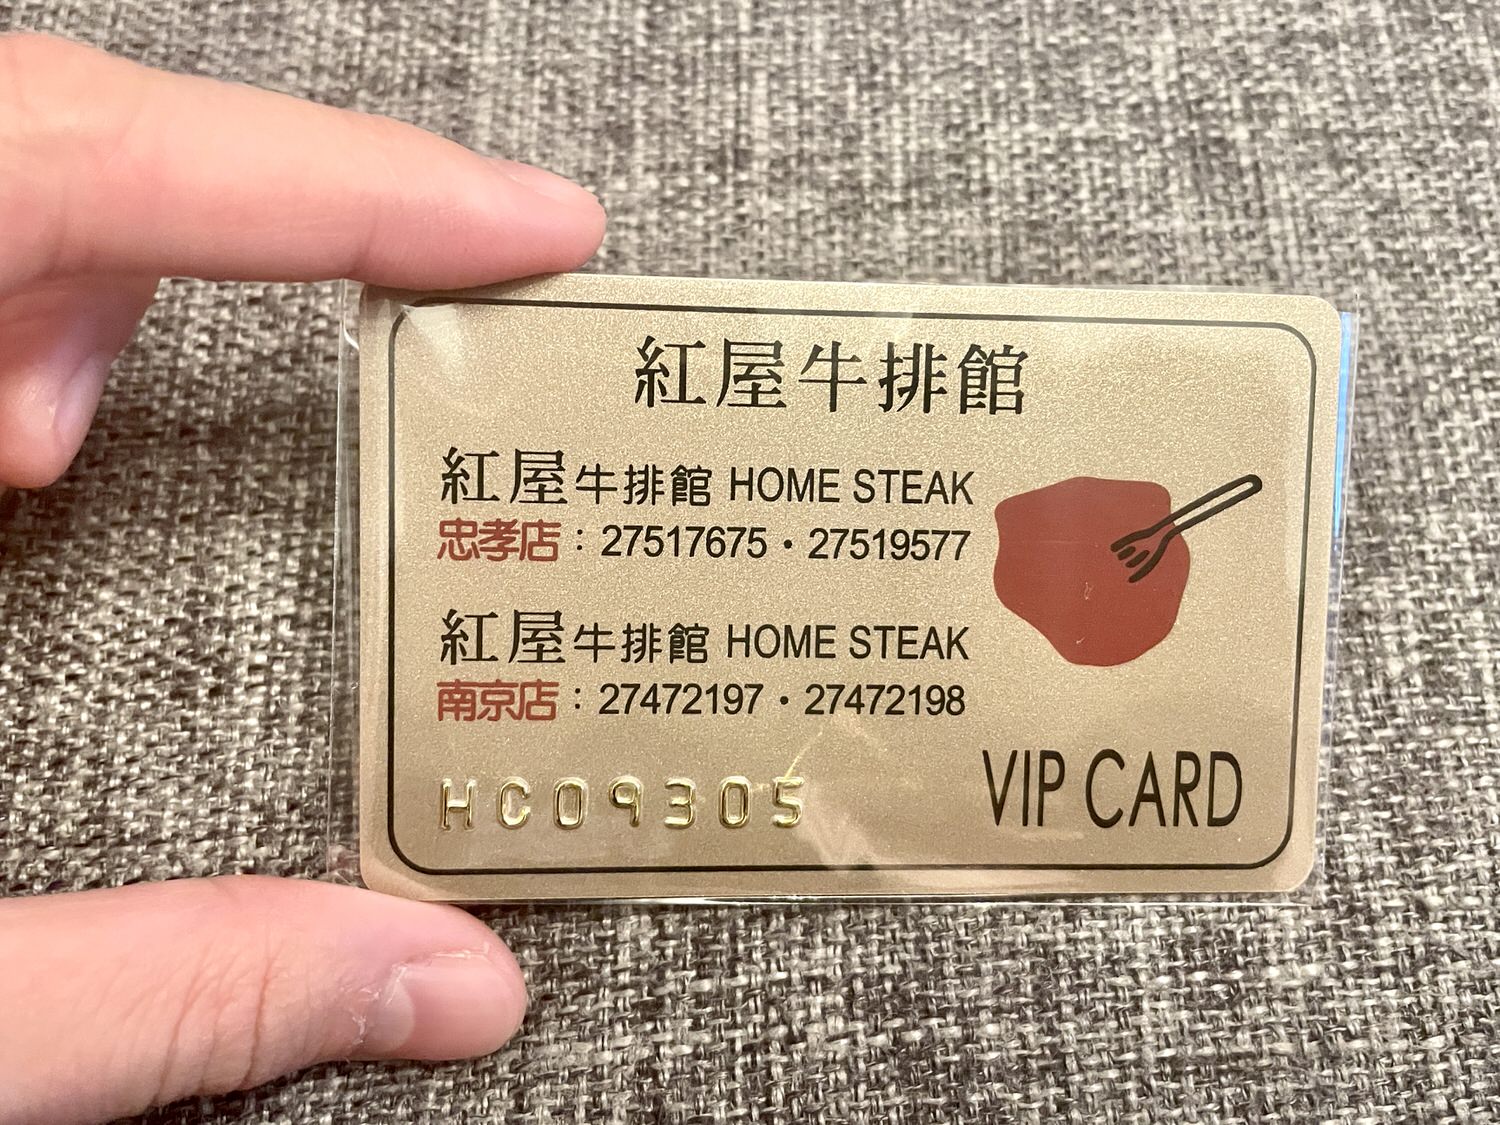 紅屋牛排館
紅屋牛排館 HOME STEAK
忠孝店：27517675・27519577
紅屋牛排館 HOME STEAK
南京店：27472197・27472198
HC09305
VIP CARD